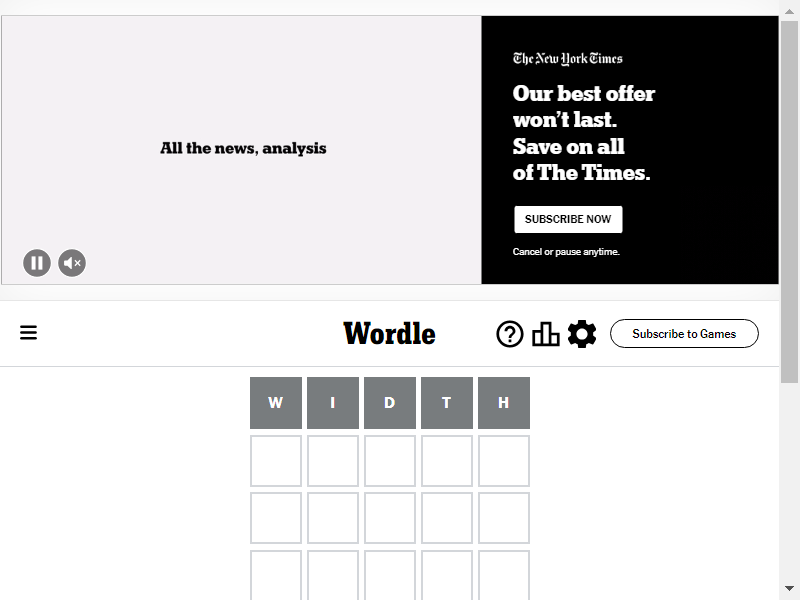 All the news, analysis
The New York Times
Our best offer
won't last.
Save on all
of The Times.
SUBSCRIBE NOW
Cancel or pause anytime.
Wordle
Subscribe to Games
W I D T H